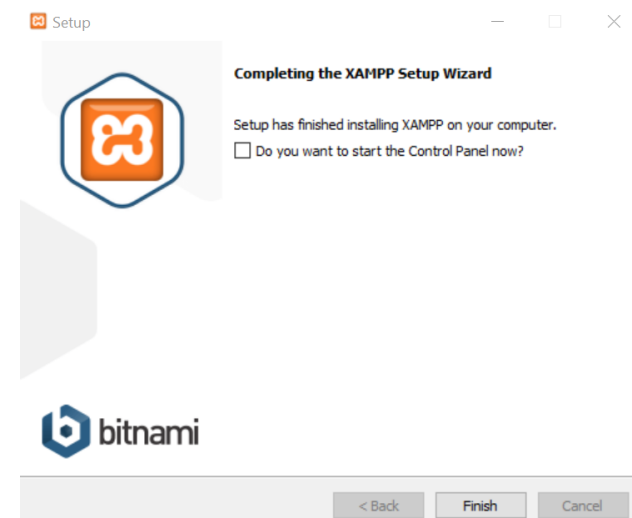 Setup
Completing the XAMPP Setup Wizard
Setup has finished installing XAMPP on your computer.
Do you want to start the Control Panel now?
bitnami
< Back
Finish
Cancel